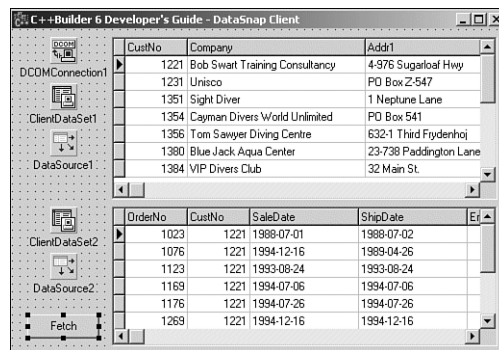 C++Builder 6 Developer's Guide - DataSnap Client
DCOM
DCOMConnection1
ClientDataSet1
DataSource1
CustNo Company Addr1
1221 Bob Swart Training Consultancy 4-976 Sugarloaf Hwy
1231 Unisco PO Box Z-547
1351 Sight Diver 1 Neptune Lane
1354 Cayman Divers World Unlimited PO Box 541
1356 Tom Sawyer Diving Centre 632-1 Third Frydenhoj
1380 Blue Jack Aqua Center 23-738 Paddington Lane
1384 VIP Divers Club 32 Main St.
ClientDataSet2
DataSource2
Fetch
OrderNo CustNo SaleDate ShipDate
1023 1221 1988-07-01 1988-07-02
1076 1221 1994-12-16 1989-04-26
1123 1221 1993-08-24 1993-08-24
1169 1221 1994-07-06 1994-07-06
1176 1221 1994-07-26 1994-07-26
1269 1221 1994-12-16 1994-12-16